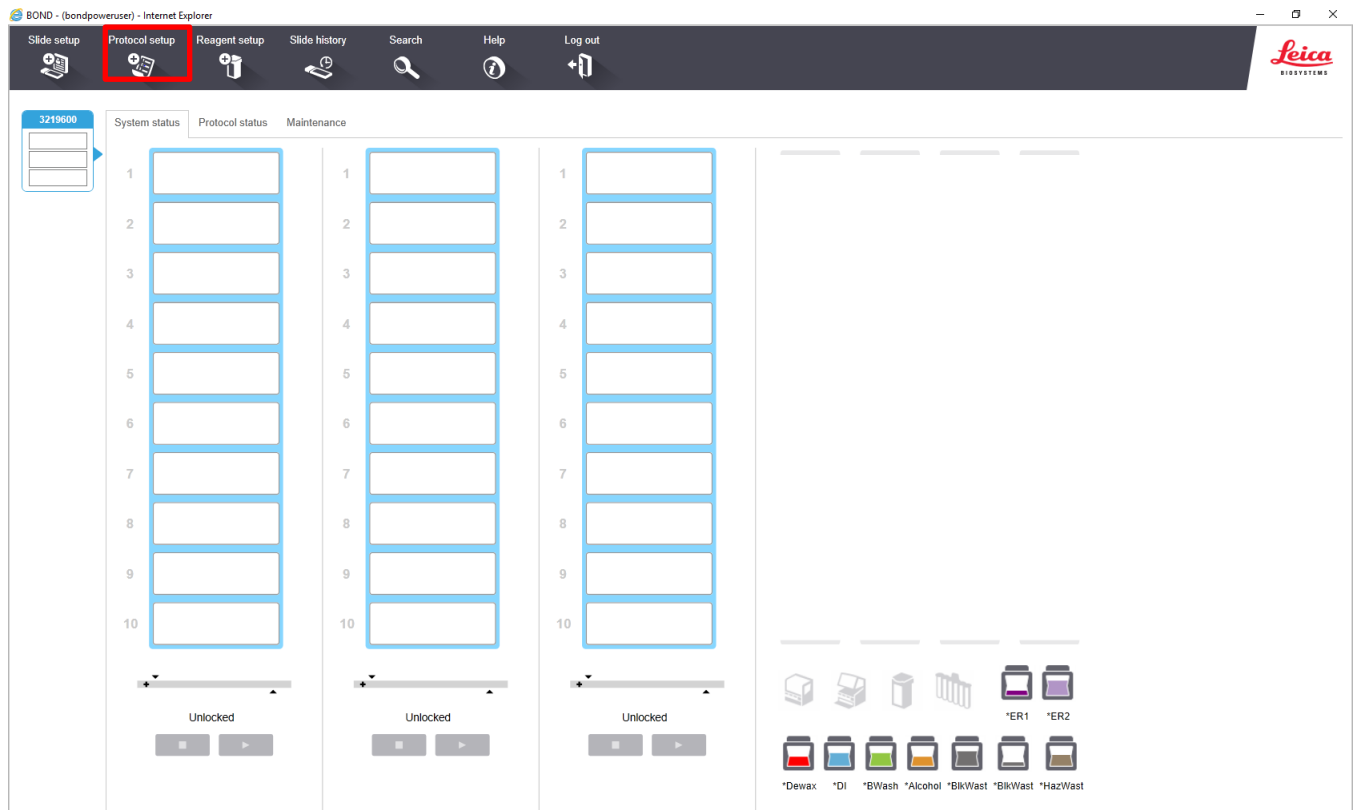 BOND - (bondpoweruser) - Internet Explorer
Slide setup Protocol setup Reagent setup Slide history Search Help Log out
Leica
BIOSYSTEMS
3219600
System status Protocol status Maintenance
1 1 1
2 2 2
3 3 3
4 4 4
5 5 5
6 6 6
7 7 7
8 8 8
9 9 9
10 10 10
Unlocked Unlocked Unlocked
*ER1 *ER2
*Dewax *DI *BWash *Alcohol *BlkWast *BlkWast *HazWast